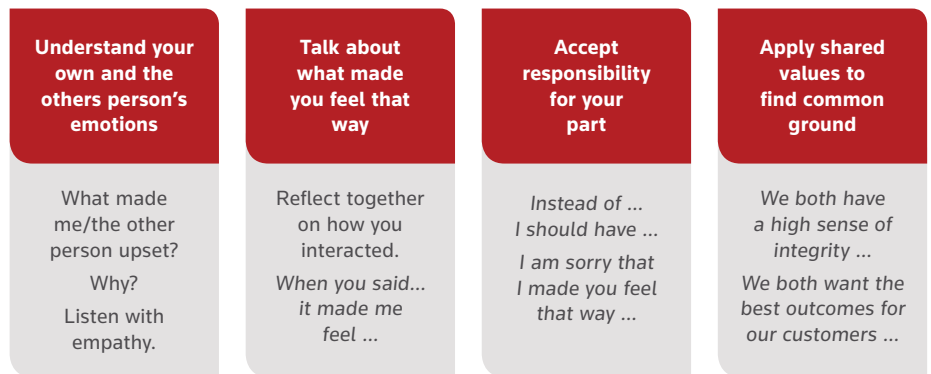 Understand your
own and the
others person's
emotions
What made
me/the other
person upset?
Why?
Listen with
empathy.
Talk about
what made
you feel that
way
Reflect together
on how you
interacted.
When you said...
it made me
feel ...
Accept
responsibility
for your
part
Instead of ...
I should have ...
I am sorry that
I made you feel
that way ...
Apply shared
values to
find common
ground
We both have
a high sense of
integrity ...
We both want the
best outcomes for
our customers ...